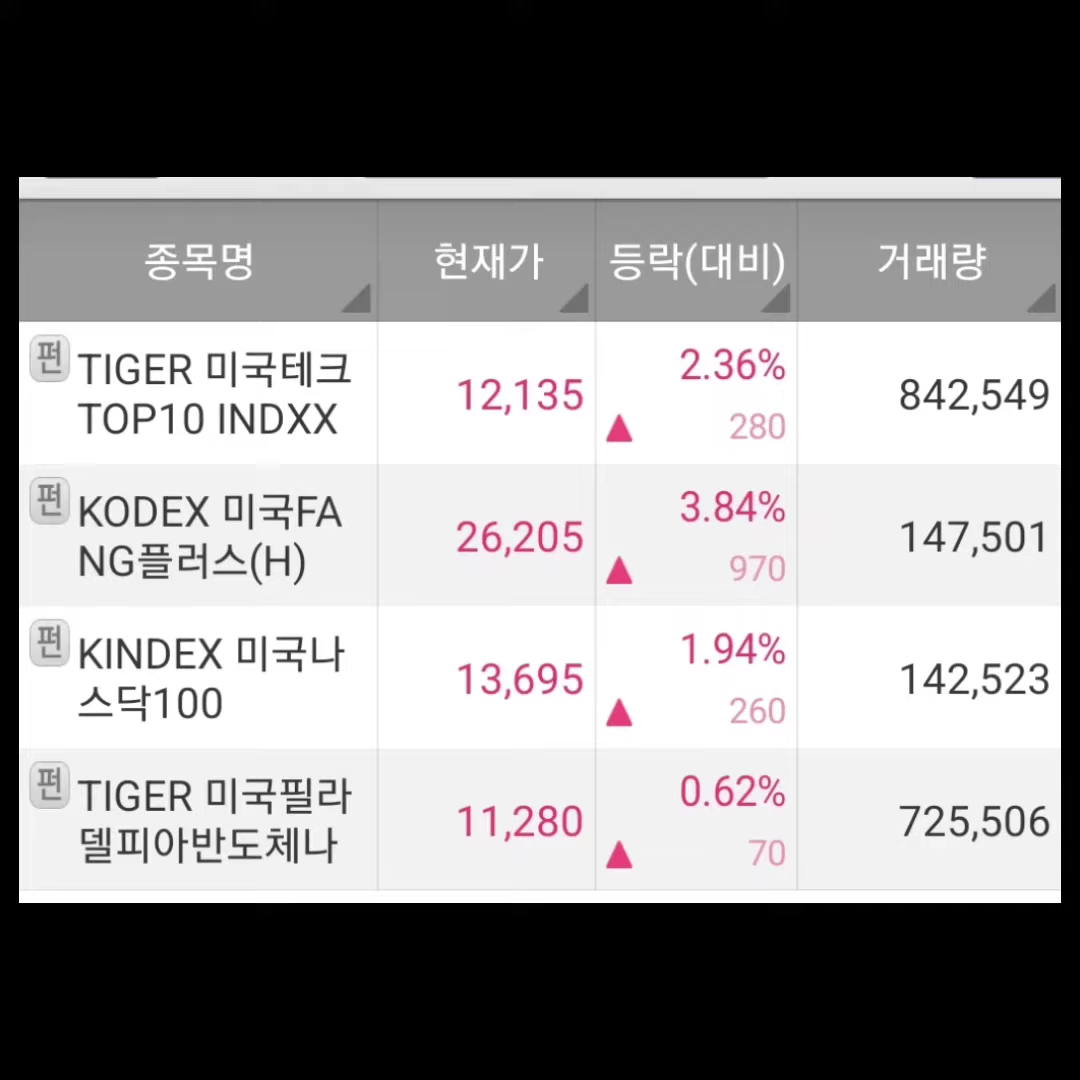 종목명 현재가 등락(대비) 거래량
펀 TIGER 미국테크 2.36%
TOP10 INDXX 12,135 ▲ 280 842,549
펀 KODEX 미국FA 3.84%
NG플러스(H) 26,205 ▲ 970 147,501
펀 KINDEX 미국나 1.94%
스닥100 13,695 ▲ 260 142,523
펀 TIGER 미국필라 0.62%
델피아반도체나 11,280 ▲ 70 725,506